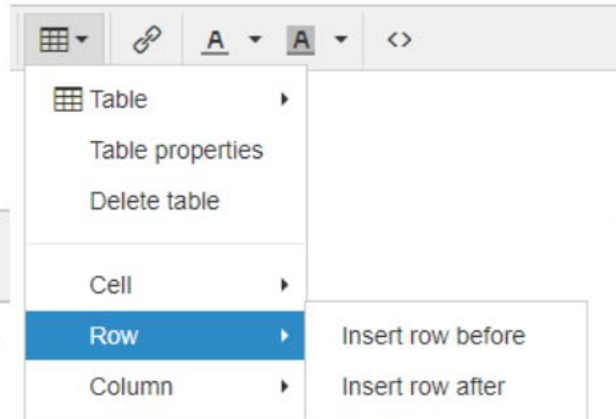 A A <>
Table
Table properties
Delete table
Cell
Row Insert row before
Column Insert row after